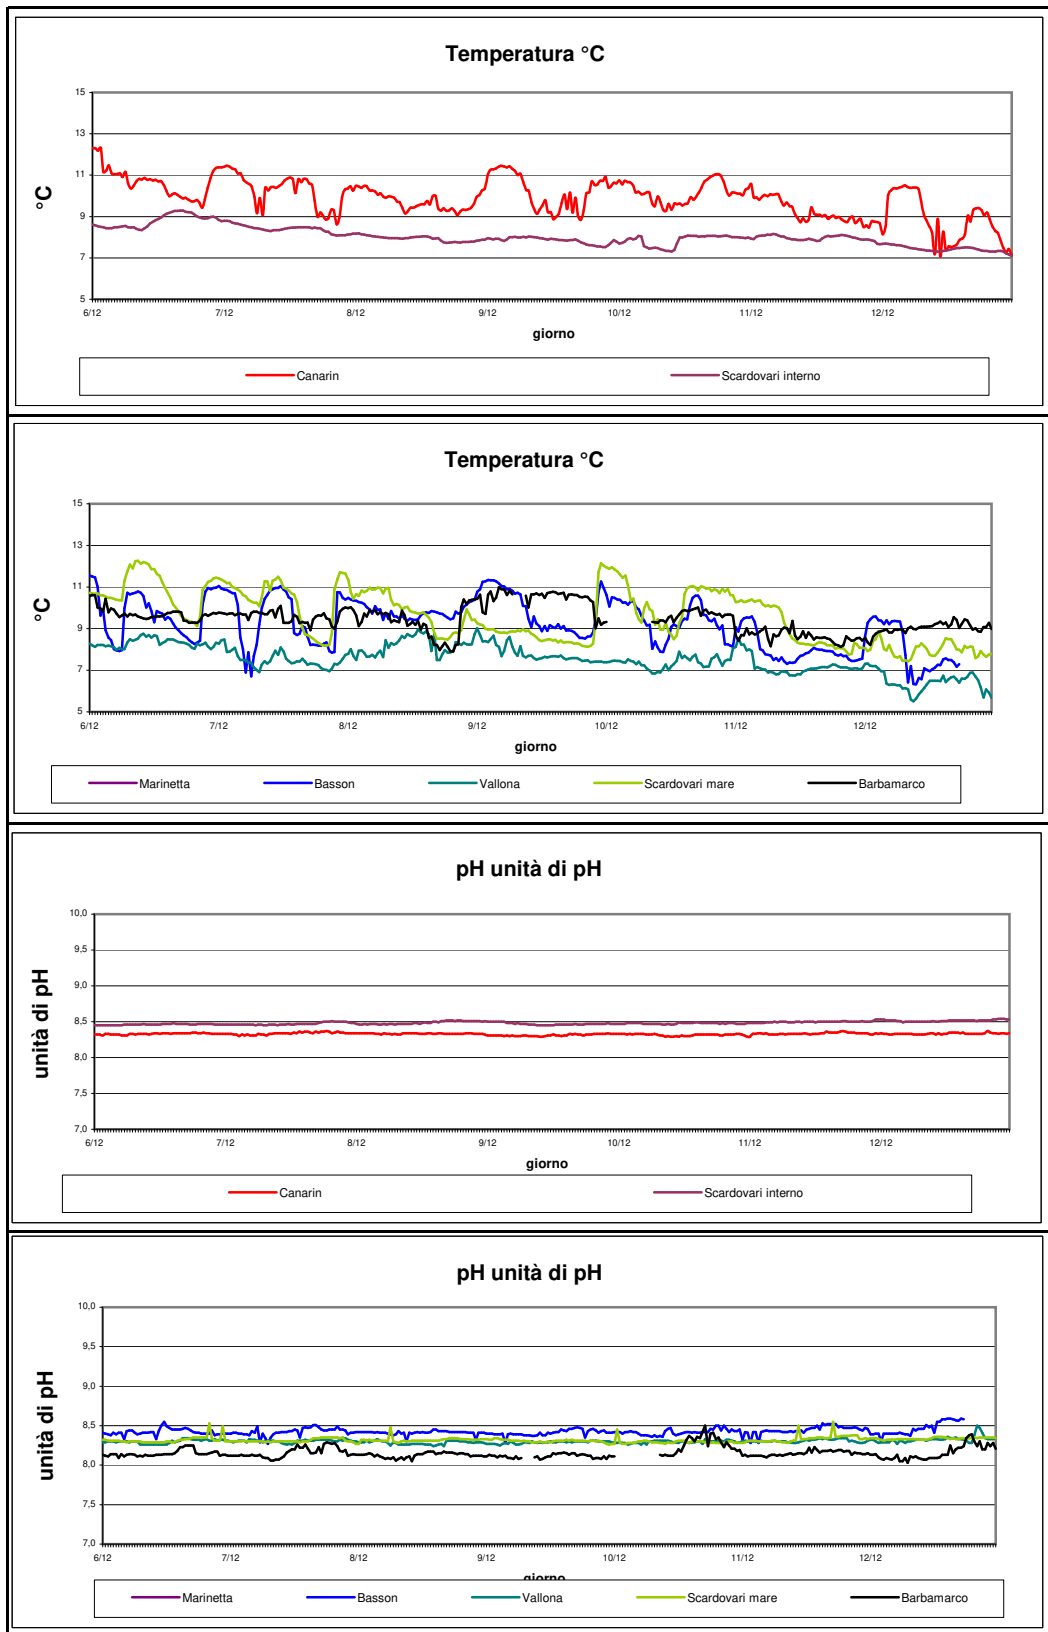 Temperatura °C
15
13
11
9
7
5
°C
6/12 7/12 8/12 9/12 10/12 11/12 12/12
giorno
Canarin Scardovari interno
Temperatura °C
15
13
11
9
7
5
°C
6/12 7/12 8/12 9/12 10/12 11/12 12/12
giorno
Marinetta Basson Vallona Scardovari mare Barbamarco
pH unità di pH
10,0
9,5
9,0
8,5
8,0
7,5
7,0
unità di pH
6/12 7/12 8/12 9/12 10/12 11/12 12/12
giorno
Canarin Scardovari interno
pH unità di pH
10,0
9,5
9,0
8,5
8,0
7,5
7,0
unità di pH
6/12 7/12 8/12 9/12 10/12 11/12 12/12
giorno
Marinetta Basson Vallona Scardovari mare Barbamarco